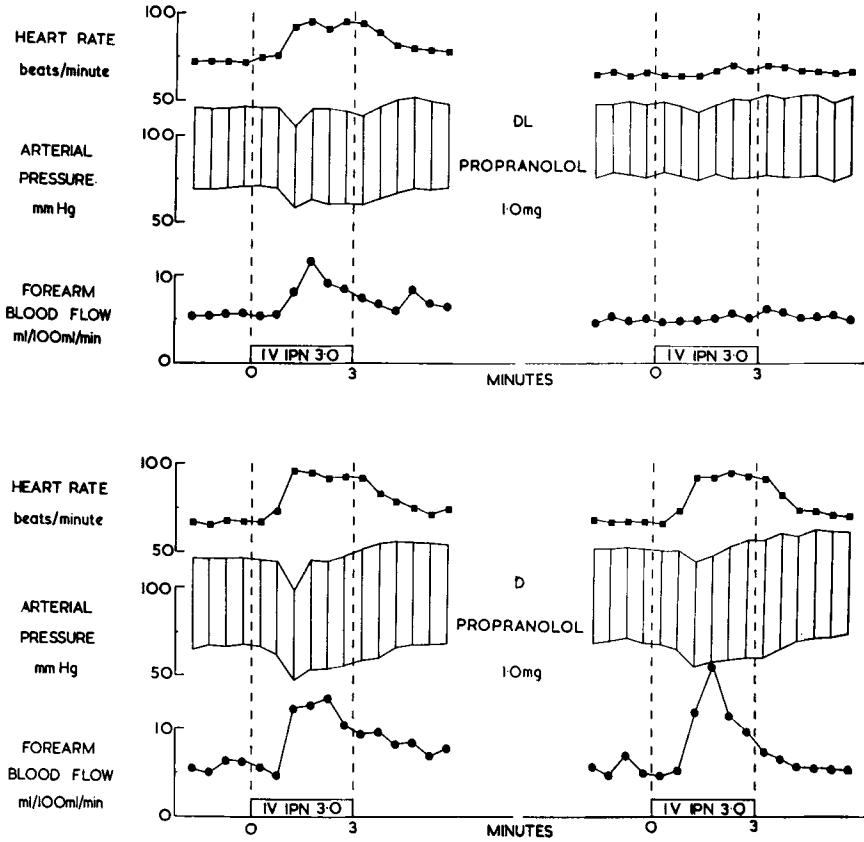 HEART RATE
beats/minute
100
50
ARTERIAL
PRESSURE.
mm Hg
100
50
FOREARM
BLOOD FLOW
ml/100ml/min
10
0
IV IPN 3·0
0
3
MINUTES
DL
PROPRANOLOL
1·0mg
IV IPN 3·0
0
3
HEART RATE
beats/minute
100
50
ARTERIAL
PRESSURE
mm Hg
100
50
FOREARM
BLOOD FLOW
ml/100ml/min
10
0
IV IPN 3·0
0
3
MINUTES
D
PROPRANOLOL
1·0mg
IV IPN 3·0
0
3